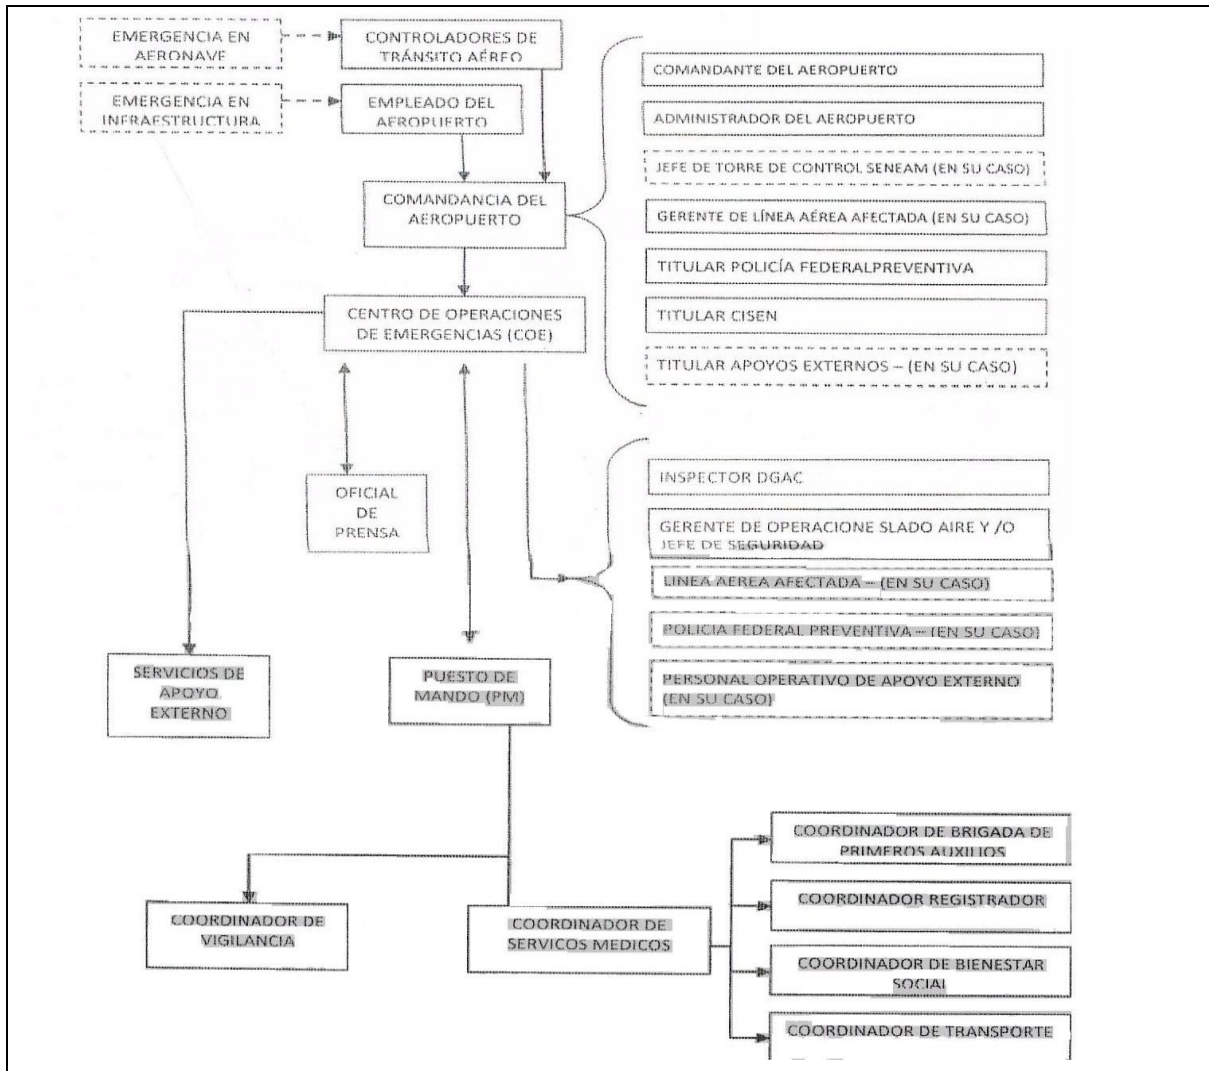 EMERGENCIA EN
AERONAVE
CONTROLADORES DE
TRÁNSITO AÉREO
EMERGENCIA EN
INFRAESTRUCTURA
EMPLEADO DEL
AEROPUERTO
COMANDANCIA DEL
AEROPUERTO
COMANDANTE DEL AEROPUERTO
ADMINISTRADOR DEL AEROPUERTO
JEFE DE TORRE DE CONTROL SENEAM (EN SU CASO)
GERENTE DE LÍNEA AÉREA AFECTADA (EN SU CASO)
TITULAR POLICÍA FEDERALPREVENTIVA
TITULAR CISEN
TITULAR APOYOS EXTERNOS – (EN SU CASO)
CENTRO DE OPERACIONES
DE EMERGENCIAS (COE)
OFICIAL
DE
PRENSA
INSPECTOR DGAC
GERENTE DE OPERACIONE SLADO AIRE Y /O
JEFE DE SEGURIDAD
LINEA AEREA AFECTADA – (EN SU CASO)
POLICIA FEDERAL PREVENTIVA – (EN SU CASO)
PERSONAL OPERATIVO DE APOYO EXTERNO
(EN SU CASO)
SERVICIOS DE
APOYO
EXTERNO
PUESTO DE
MANDO (PM)
COORDINADOR DE
VIGILANCIA
COORDINADOR DE
SERVICOS MEDICOS
COORDINADOR DE BRIGADA DE
PRIMEROS AUXILIOS
COORDINADOR REGISTRADOR
COORDINADOR DE BIENESTAR
SOCIAL
COORDINADOR DE TRANSPORTE